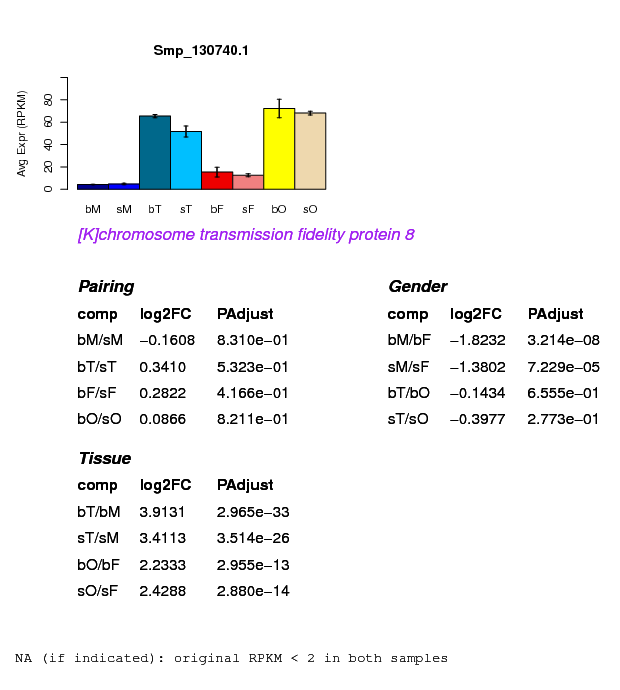 Smp_130740.1
Avg Expr (RPKM)
0 20 40 60 80
bM sM bT sT bF sF bO sO
[K]chromosome transmission fidelity protein 8
Pairing
comp log2FC PAdjust
bM/sM −0.1608 8.310e−01
bT/sT 0.3410 5.323e−01
bF/sF 0.2822 4.166e−01
bO/sO 0.0866 8.211e−01
Gender
comp log2FC PAdjust
bM/bF −1.8232 3.214e−08
sM/sF −1.3802 7.229e−05
bT/bO −0.1434 6.555e−01
sT/sO −0.3977 2.773e−01
Tissue
comp log2FC PAdjust
bT/bM 3.9131 2.965e−33
sT/sM 3.4113 3.514e−26
bO/bF 2.2333 2.955e−13
sO/sF 2.4288 2.880e−14
NA (if indicated): original RPKM < 2 in both samples